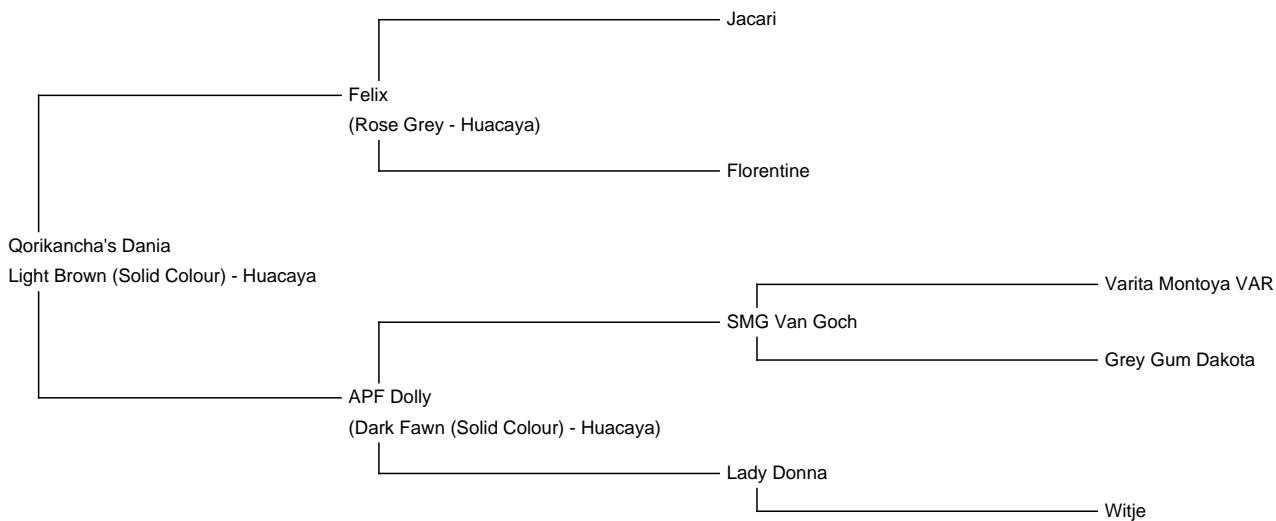 Jacari
Felix
(Rose Grey - Huacaya)
Florentine
Qorikancha's Dania
Light Brown (Solid Colour) - Huacaya
Varita Montoya VAR
SMG Van Goch
Grey Gum Dakota
APF Dolly
(Dark Fawn (Solid Colour) - Huacaya)
Lady Donna
Witje